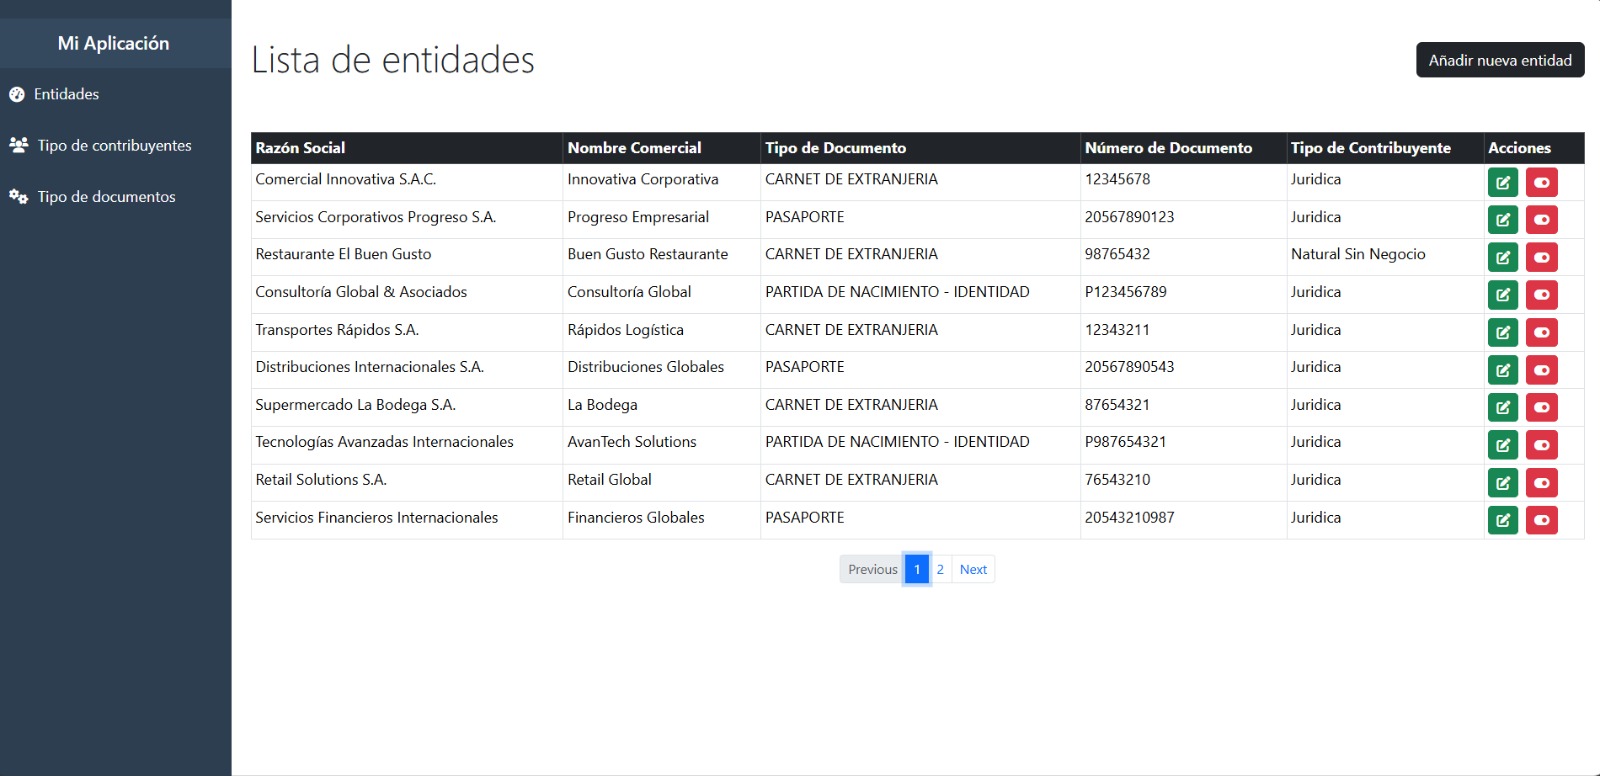 Mi Aplicación
Entidades
Tipo de contribuyentes
Tipo de documentos
Lista de entidades
Añadir nueva entidad
Razón Social Nombre Comercial Tipo de Documento Número de Documento Tipo de Contribuyente Acciones
Comercial Innovativa S.A.C. Innovativa Corporativa CARNET DE EXTRANJERIA 12345678 Juridica
Servicios Corporativos Progreso S.A. Progreso Empresarial PASAPORTE 20567890123 Juridica
Restaurante El Buen Gusto Buen Gusto Restaurante CARNET DE EXTRANJERIA 98765432 Natural Sin Negocio
Consultoría Global & Asociados Consultoría Global PARTIDA DE NACIMIENTO - IDENTIDAD P123456789 Juridica
Transportes Rápidos S.A. Rápidos Logística CARNET DE EXTRANJERIA 12343211 Juridica
Distribuciones Internacionales S.A. Distribuciones Globales PASAPORTE 20567890543 Juridica
Supermercado La Bodega S.A. La Bodega CARNET DE EXTRANJERIA 87654321 Juridica
Tecnologías Avanzadas Internacionales AvanTech Solutions PARTIDA DE NACIMIENTO - IDENTIDAD P987654321 Juridica
Retail Solutions S.A. Retail Global CARNET DE EXTRANJERIA 76543210 Juridica
Servicios Financieros Internacionales Financieros Globales PASAPORTE 20543210987 Juridica
Previous 1 2 Next